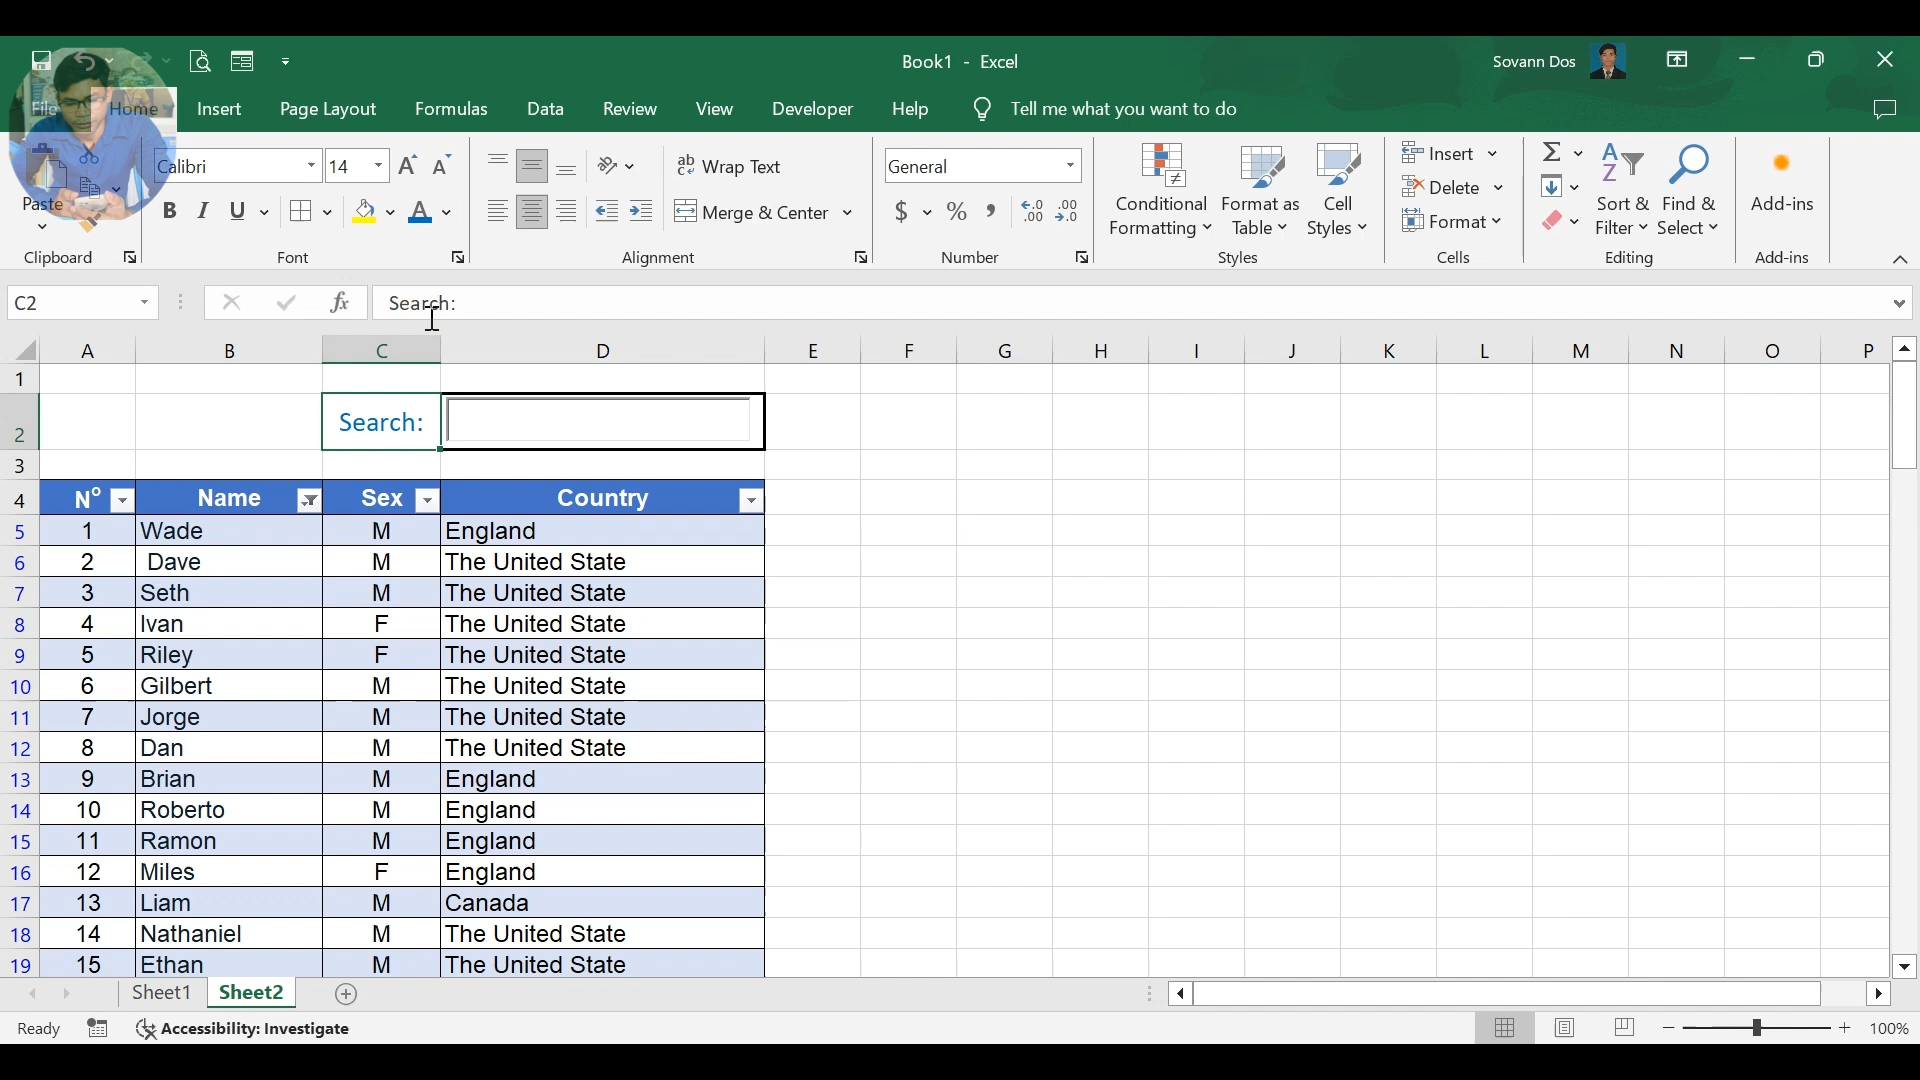 Book1 - Excel
Sovann Dos
File Home Insert Page Layout Formulas Data Review View Developer Help Tell me what you want to do
Paste
Clipboard
Calibri 14
B I U
Font
Wrap Text
Merge & Center
Alignment
General
$ % ,
Number
Conditional Formatting
Format as Table
Cell Styles
Styles
Insert
Delete
Format
Cells
Sort & Filter
Find & Select
Editing
Add-ins
Add-ins
C2 fx Search:
A B C D E F G H I J K L M N O P
1
2 Search:
3
4 N° Name Sex Country
5 1 Wade M England
6 2 Dave M The United State
7 3 Seth M The United State
8 4 Ivan F The United State
9 5 Riley F The United State
10 6 Gilbert M The United State
11 7 Jorge M The United State
12 8 Dan M The United State
13 9 Brian M England
14 10 Roberto M England
15 11 Ramon M England
16 12 Miles F England
17 13 Liam M Canada
18 14 Nathaniel M The United State
19 15 Ethan M The United State
Sheet1 Sheet2
Ready Accessibility: Investigate 100%